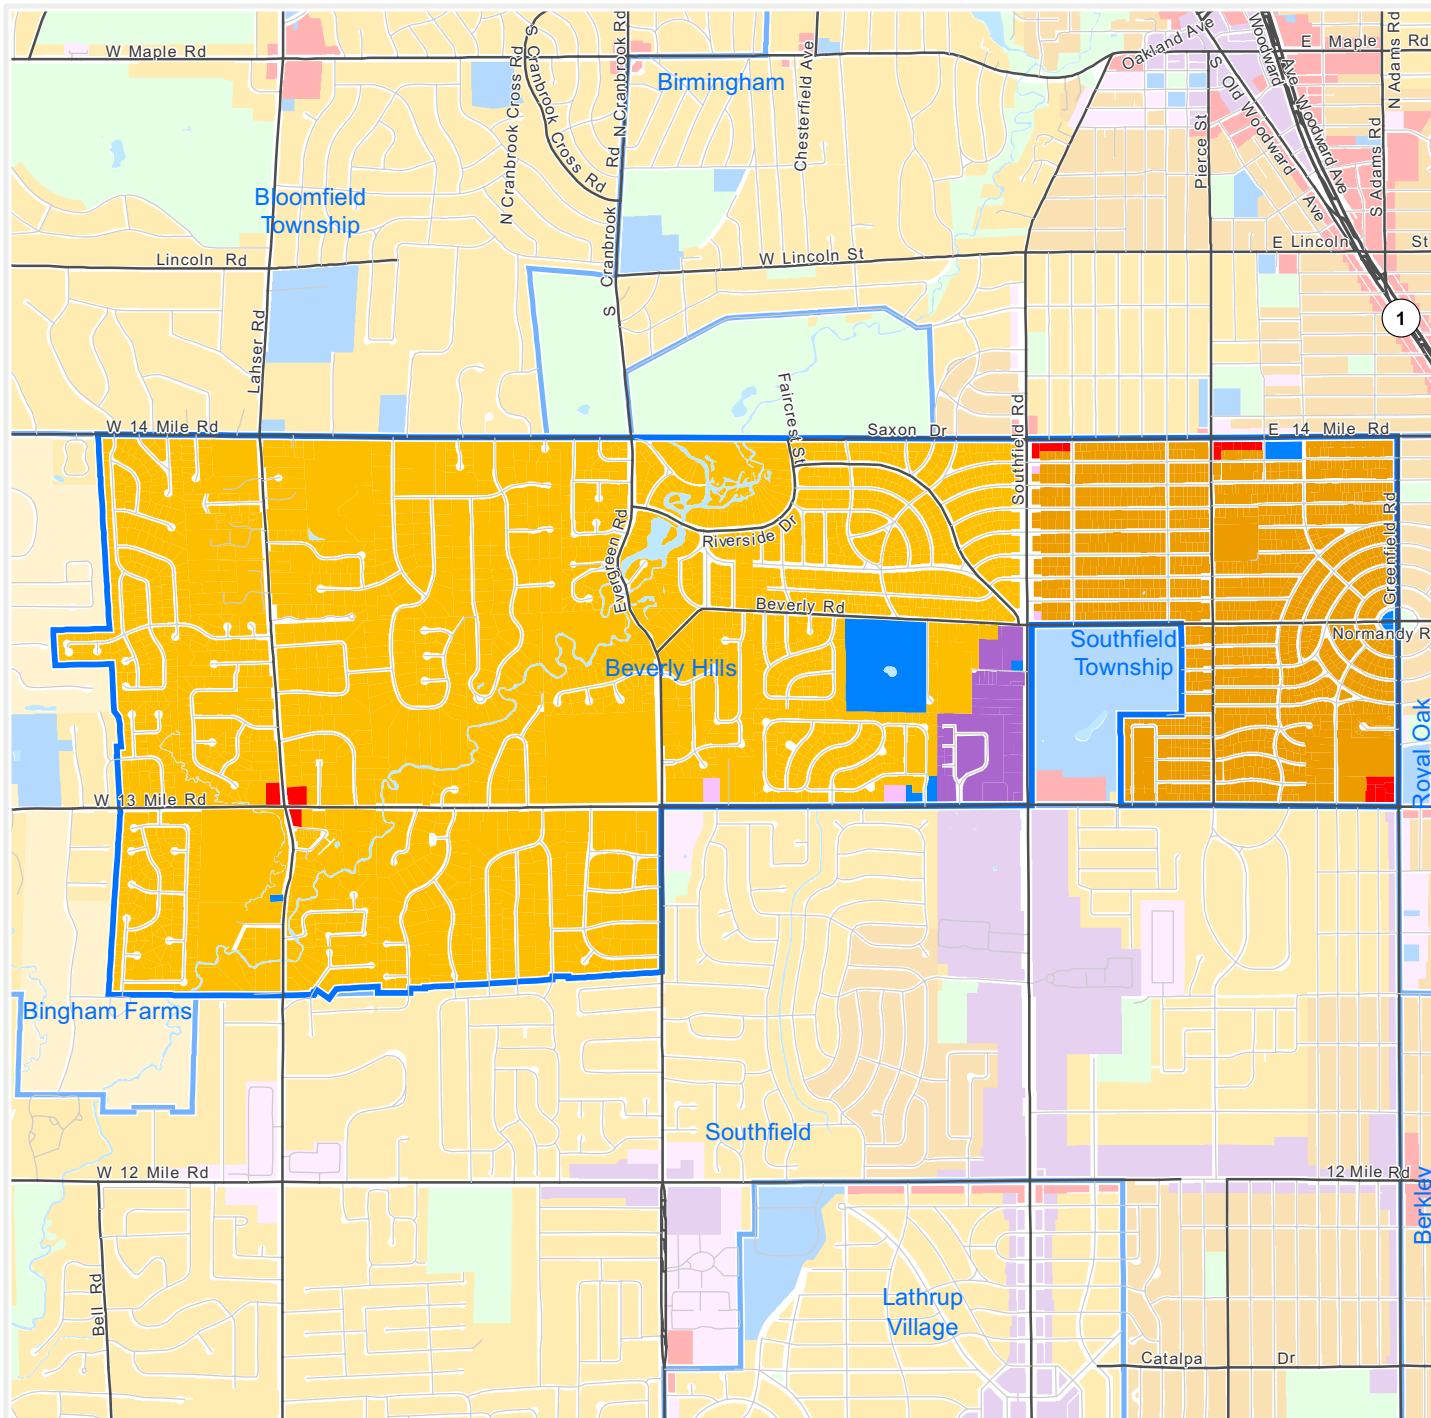 W Maple Rd
S Cranbrook Cross Rd
N Cranbrook Cross Rd
N Cranbrook Rd
Birmingham
Chesterfield Ave
Oakland Ave
Woodward Ave
Woodward Ave
E Maple Rd
N Adams Rd
S Old Woodward Ave
Pierce St
S Adams Rd
Bloomfield
Township
S Cranbrook Rd
Lincoln Rd
W Lincoln St
E Lincoln St
1
Lahser Rd
Faircrest St
Southfield Rd
W 14 Mile Rd
Saxon Dr
E 14 Mile Rd
Evergreen Rd
Riverside Dr
Greenfield Rd
Beverly Rd
Normandy R
Southfield
Township
Beverly Hills
Royal Oak
W 13 Mile Rd
Bingham Farms
Southfield
W 12 Mile Rd
12 Mile Rd
Berkley
Bell Rd
Lathrup
Village
Catalpa Dr